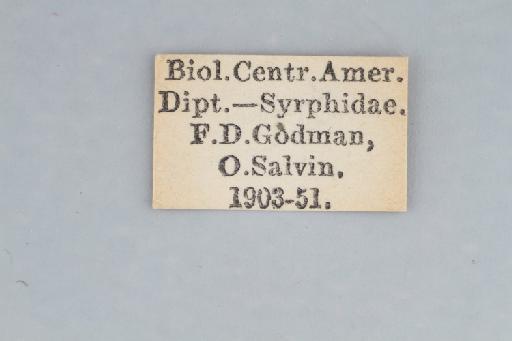 Biol.Centr.Amer.
Dipt.—Syrphidae.
F.D.Godman,
O.Salvin.
1903-51.